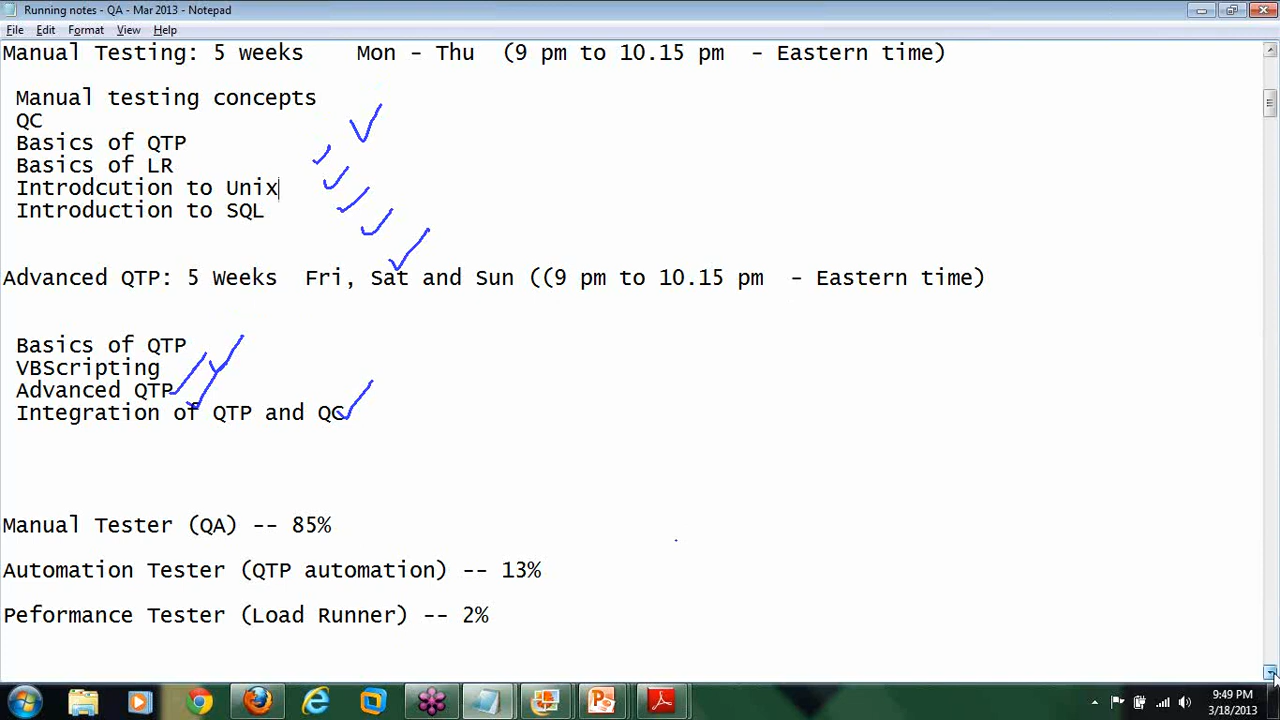 Running notes - QA - Mar 2013 - Notepad
File Edit Format View Help
Manual Testing: 5 weeks Mon - Thu (9 pm to 10.15 pm - Eastern time)
Manual testing concepts
QC
Basics of QTP
Basics of LR
Introdcution to Unix
Introduction to SQL
Advanced QTP: 5 Weeks Fri, Sat and Sun ((9 pm to 10.15 pm - Eastern time)
Basics of QTP
VBScripting
Advanced QTP
Integration of QTP and QC
Manual Tester (QA) -- 85%
Automation Tester (QTP automation) -- 13%
Peformance Tester (Load Runner) -- 2%
9:49 PM
3/18/2013